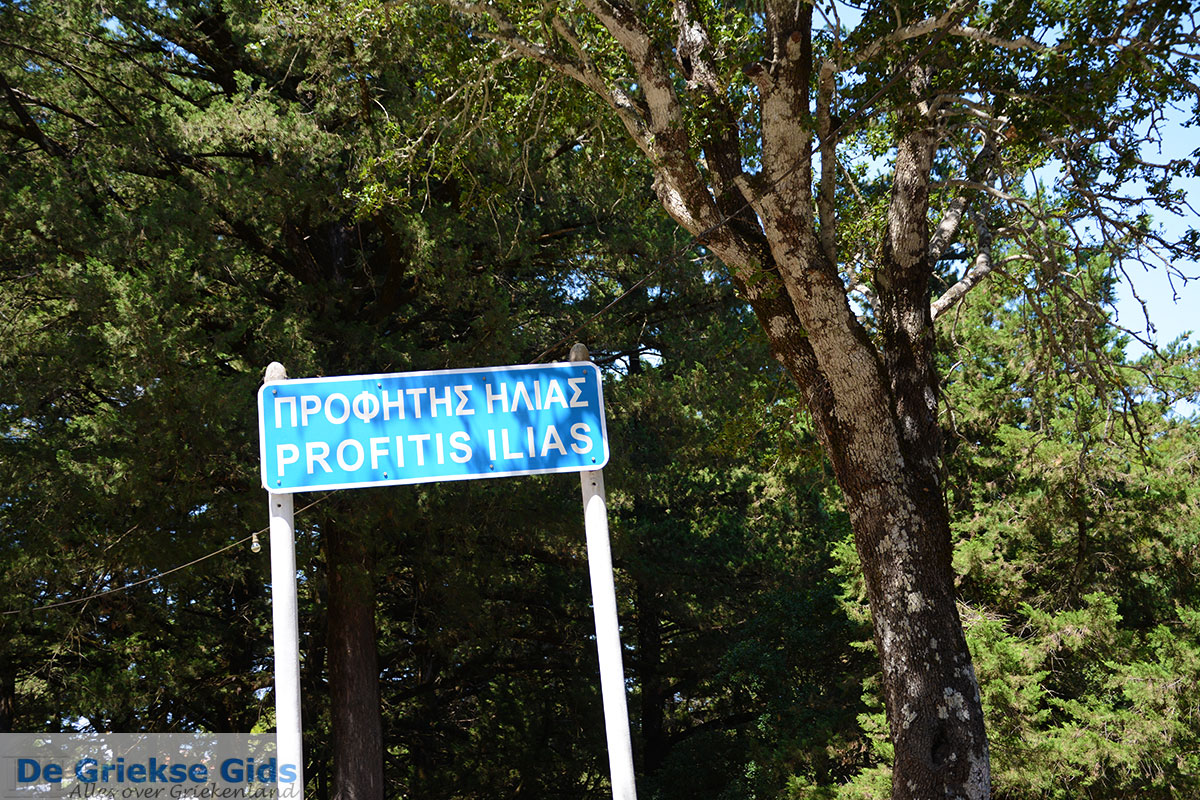 ΠΡΟΦΗΤΗΣ ΗΛΙΑΣ
PROFITIS ILIAS
De Griekse Gids
Alles over Griekenland